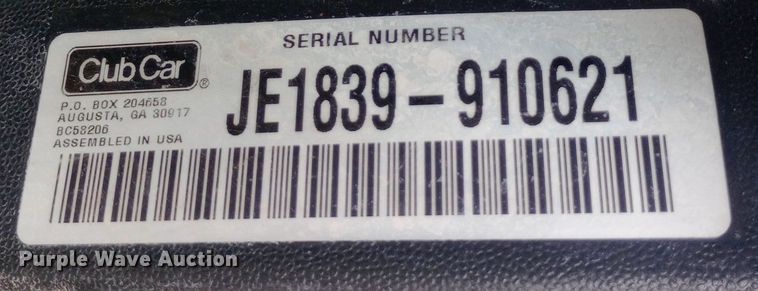 SERIAL NUMBER
Club Car®
JE1839-910621
P.O. BOX 204658
AUGUSTA, GA 30917
BC58206
ASSEMBLED IN USA
Purple Wave Auction